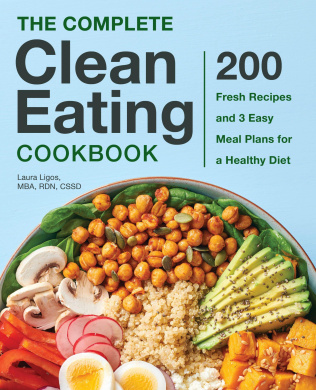 THE COMPLETE
Clean
Eating
COOKBOOK
200
Fresh Recipes
and 3 Easy
Meal Plans for
a Healthy Diet
Laura Ligos,
MBA, RDN, CSSD